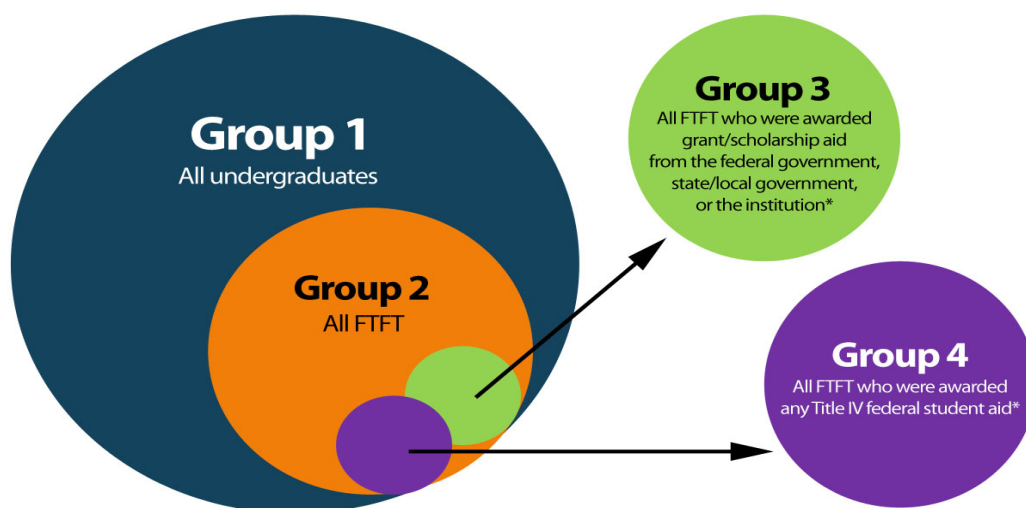 Group 1
All undergraduates
Group 2
All FTFT
Group 3
All FTFT who were awarded
grant/scholarship aid
from the federal government,
state/local government,
or the institution*
Group 4
All FTFT who were awarded
any Title IV federal student aid*